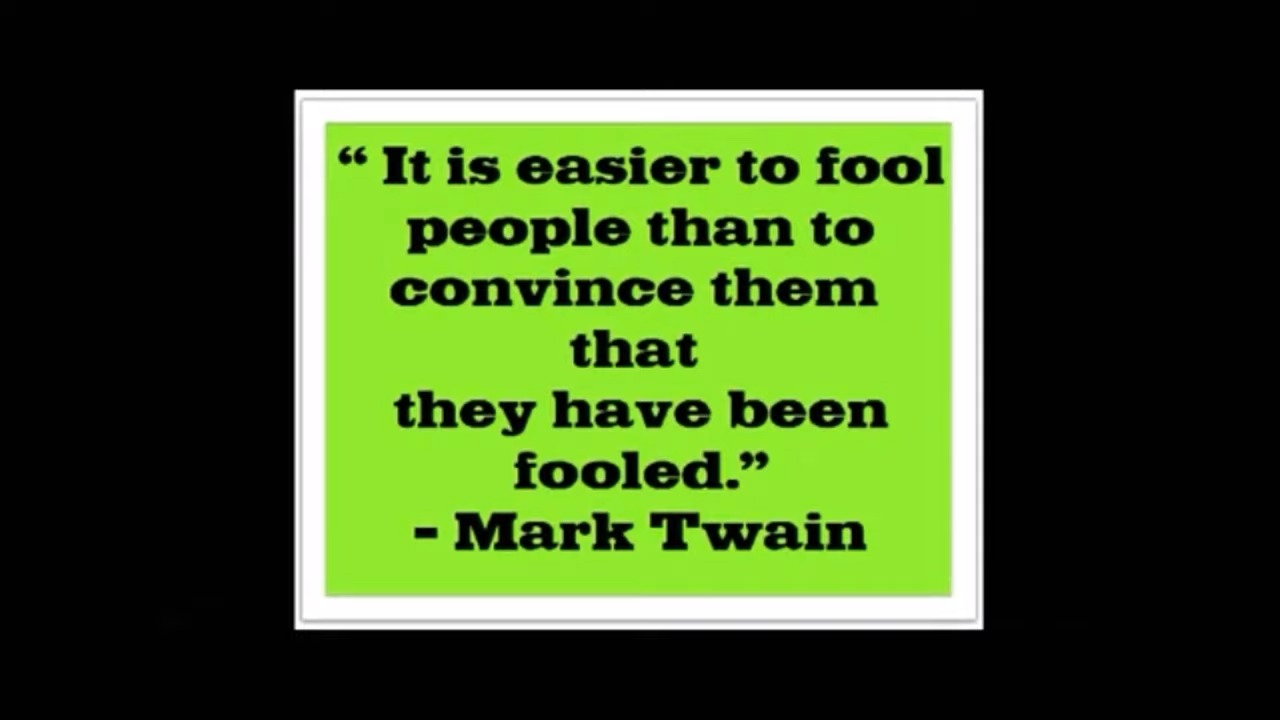 “ It is easier to fool
people than to
convince them
that
they have been
fooled.”
- Mark Twain